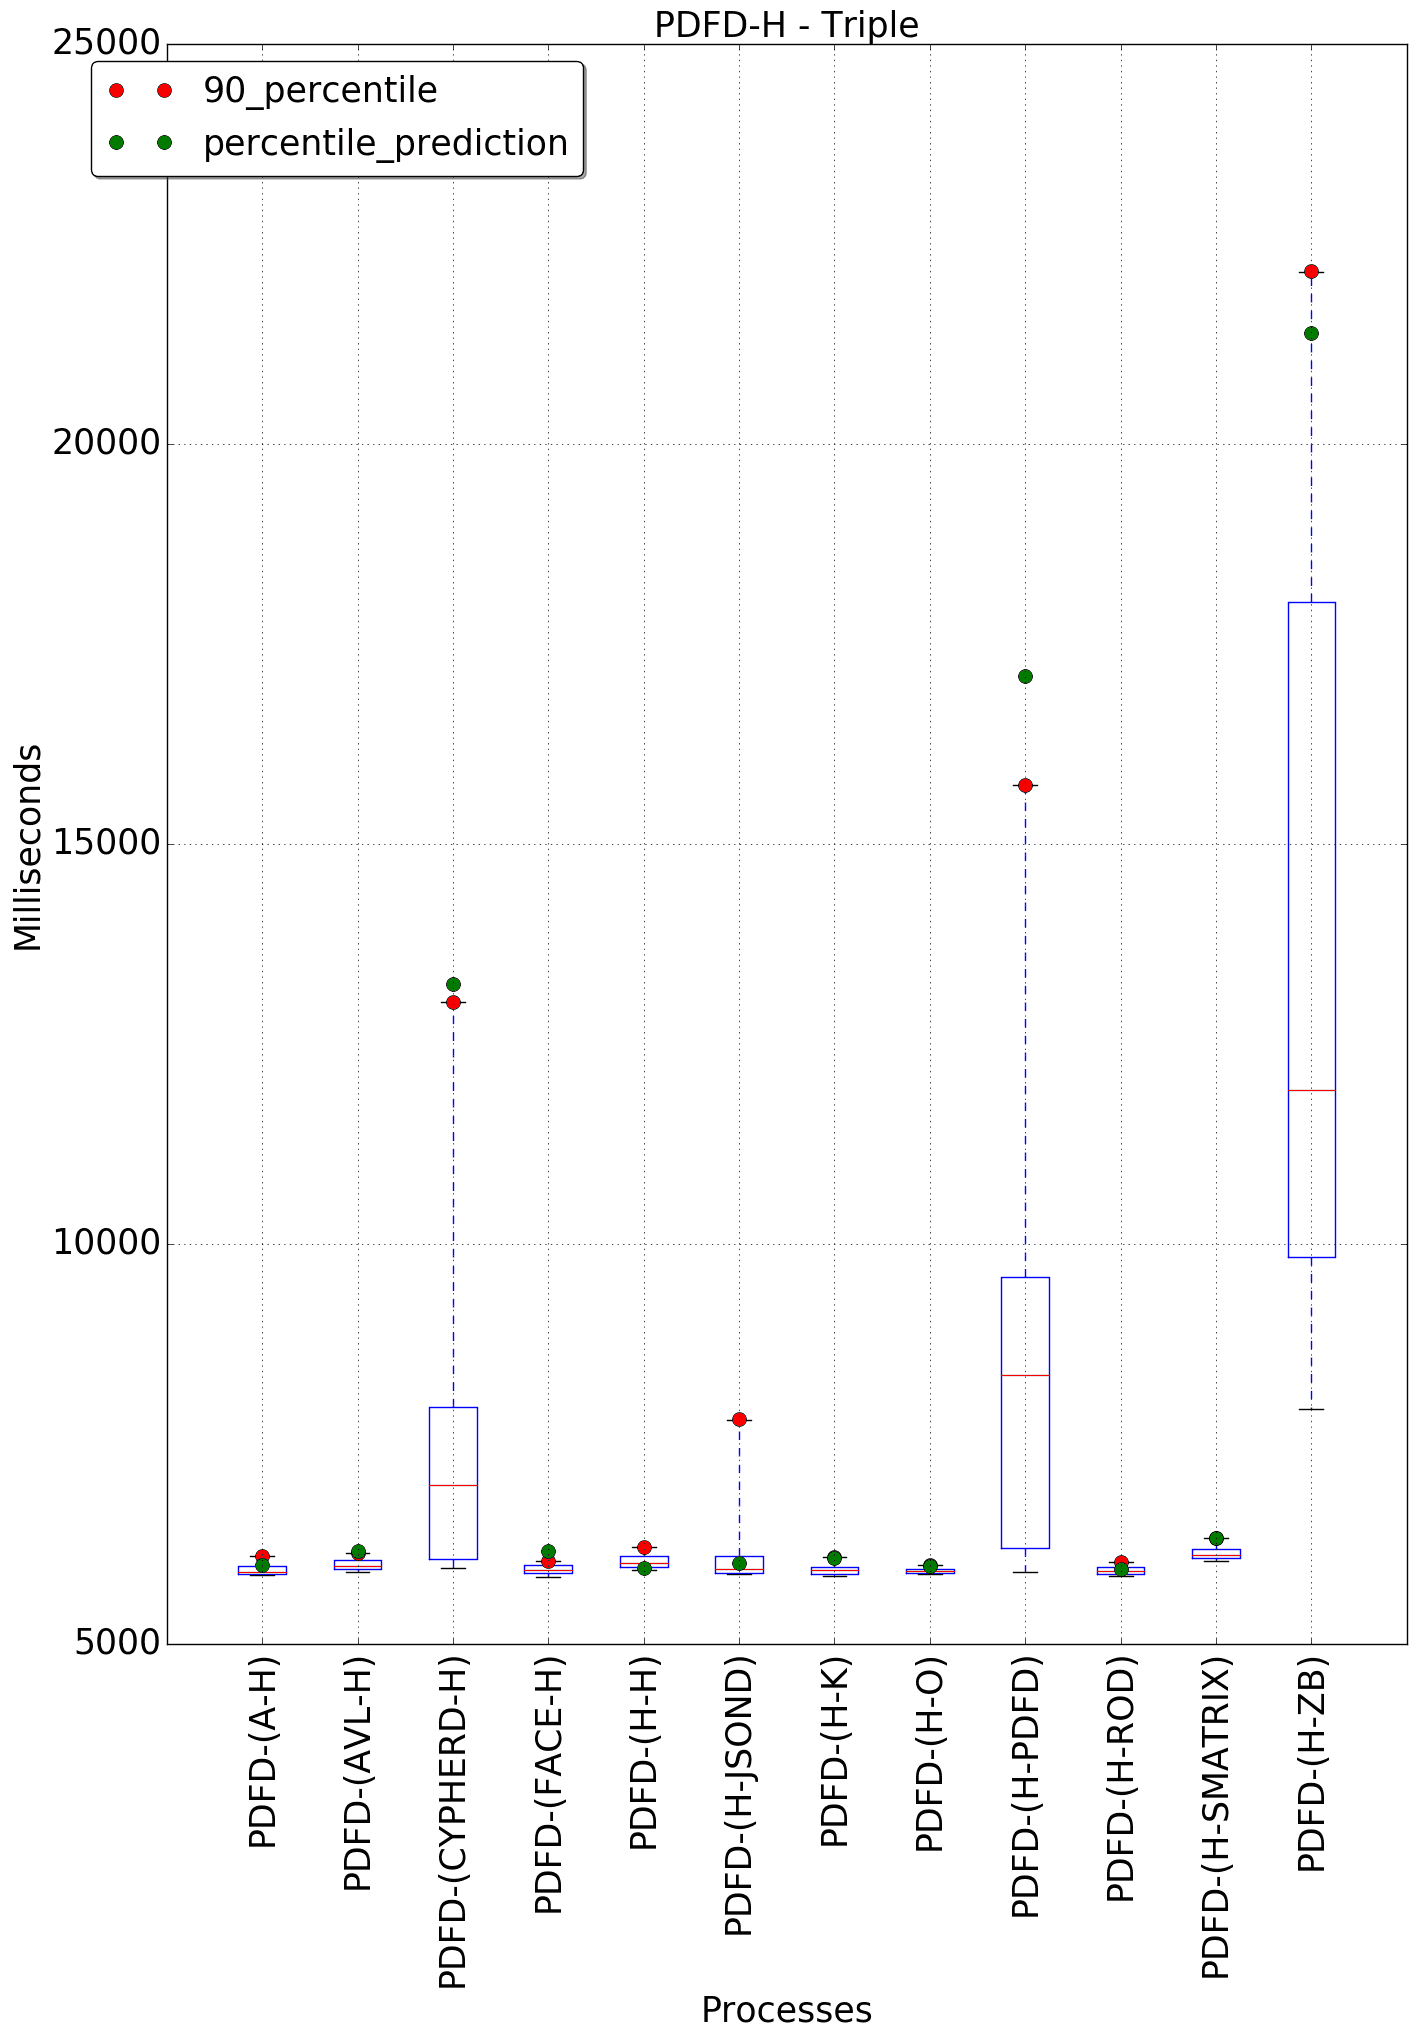 PDFD-H - Triple
25000
90_percentile
percentile_prediction
20000
15000
10000
5000
Milliseconds
PDFD-(A-H)
PDFD-(AVL-H)
PDFD-(CYPHERD-H)
PDFD-(FACE-H)
PDFD-(H-H)
PDFD-(H-JSOND)
PDFD-(H-K)
PDFD-(H-O)
PDFD-(H-PDFD)
PDFD-(H-ROD)
PDFD-(H-SMATRIX)
PDFD-(H-ZB)
Processes